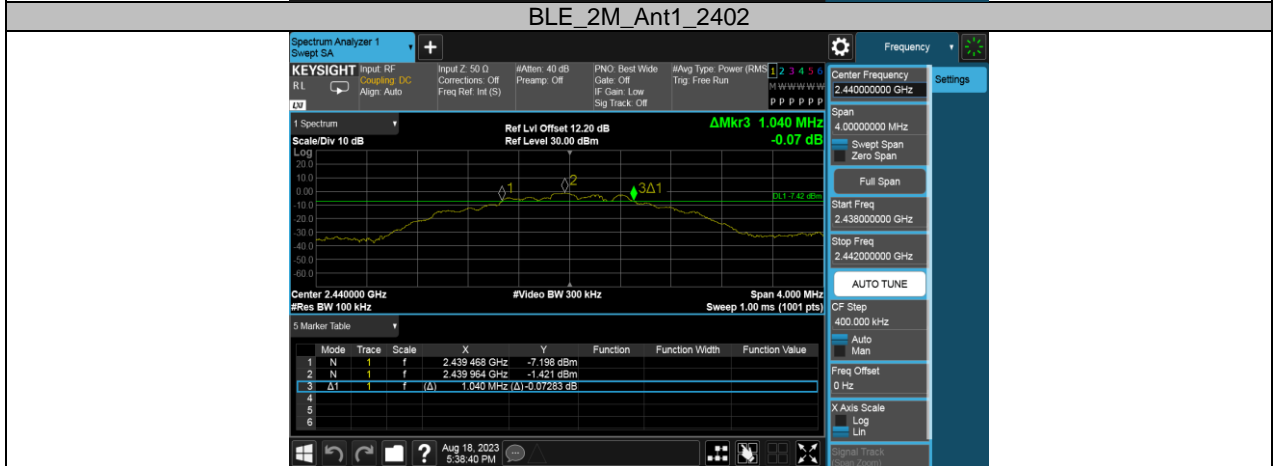 BLE_2M_Ant1_2402
Spectrum Analyzer 1
Swept SA
+
Frequency
KEYSIGHT
RL
LXI
Input: RF
Coupling: DC
Align: Auto
Input Z: 50 Ω
Corrections: Off
Freq Ref: Int (S)
#Atten: 40 dB
Preamp: Off
PNO: Best Wide
Gate: Off
IF Gain: Low
Sig Track: Off
#Avg Type: Power (RMS
Trig: Free Run
1 2 3 4 5 6
M W W W W W
P P P P P P
1 Spectrum
Scale/Div 10 dB
Ref Lvl Offset 12.20 dB
Ref Level 30.00 dBm
ΔMkr3 1.040 MHz
-0.07 dB
Log
20.0
10.0
0.00
-10.0
-20.0
-30.0
-40.0
-50.0
-60.0
1
2
3Δ1
DL1 -7.42 dBm
Center 2.440000 GHz
#Res BW 100 kHz
#Video BW 300 kHz
Span 4.000 MHz
Sweep 1.00 ms (1001 pts)
5 Marker Table
Mode Trace Scale X Y Function Function Width Function Value
1 N 1 f 2.439 468 GHz -7.198 dBm
2 N 1 f 2.439 964 GHz -1.421 dBm
3 Δ1 1 f (Δ) 1.040 MHz (Δ) -0.07283 dB
4
5
6
Center Frequency
2.440000000 GHz
Settings
Span
4.00000000 MHz
Swept Span
Zero Span
Full Span
Start Freq
2.438000000 GHz
Stop Freq
2.442000000 GHz
AUTO TUNE
CF Step
400.000 kHz
Auto
Man
Freq Offset
0 Hz
X Axis Scale
Log
Lin
Signal Track
(Span Zoom)
?
Aug 18, 2023
5:38:40 PM